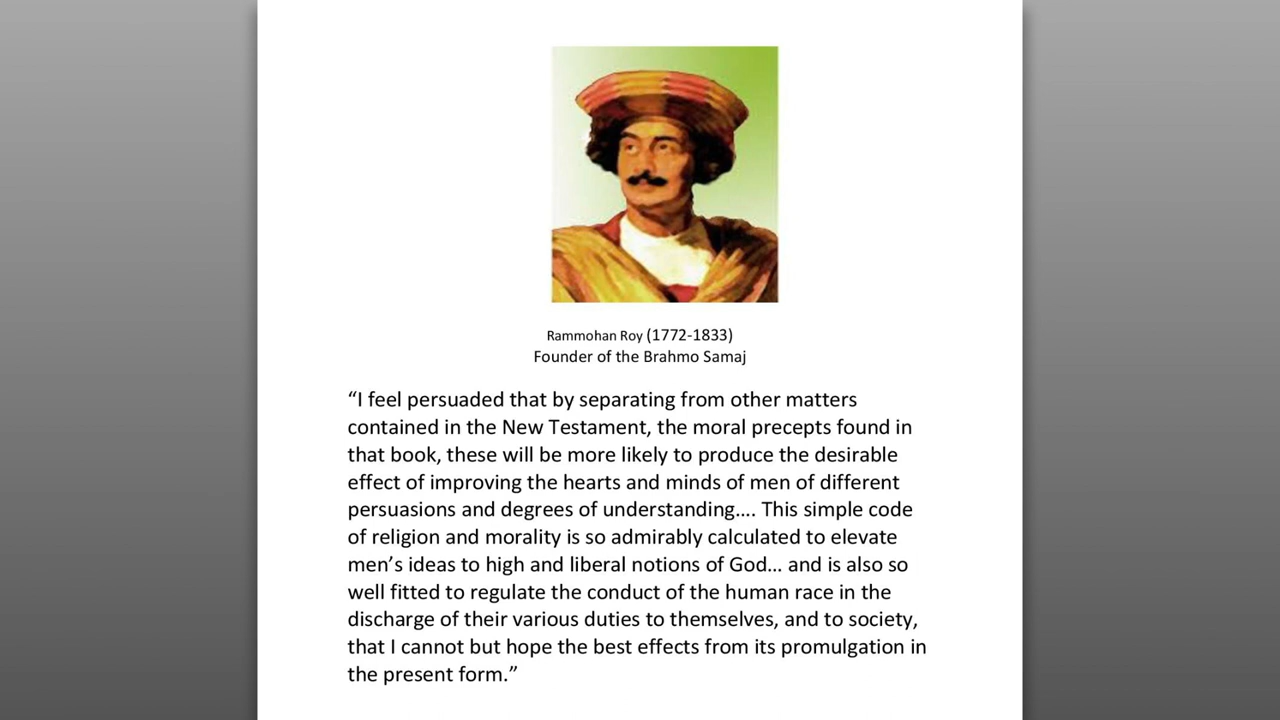 Rammohan Roy (1772-1833)
Founder of the Brahmo Samaj
“I feel persuaded that by separating from other matters
contained in the New Testament, the moral precepts found in
that book, these will be more likely to produce the desirable
effect of improving the hearts and minds of men of different
persuasions and degrees of understanding…. This simple code
of religion and morality is so admirably calculated to elevate
men’s ideas to high and liberal notions of God… and is also so
well fitted to regulate the conduct of the human race in the
discharge of their various duties to themselves, and to society,
that I cannot but hope the best effects from its promulgation in
the present form.”